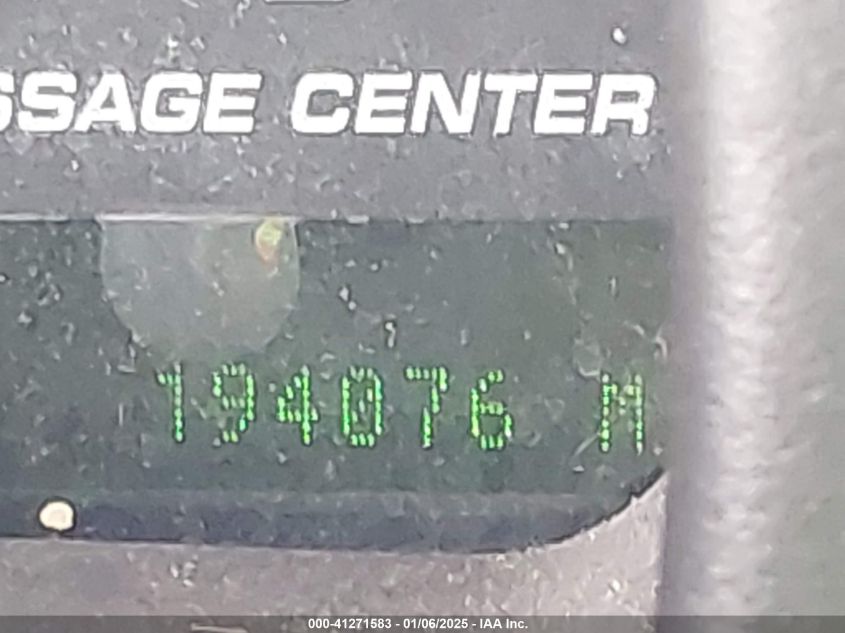 SSAGE CENTER
194076 M
000-41271583 - 01/06/2025 - IAA Inc.